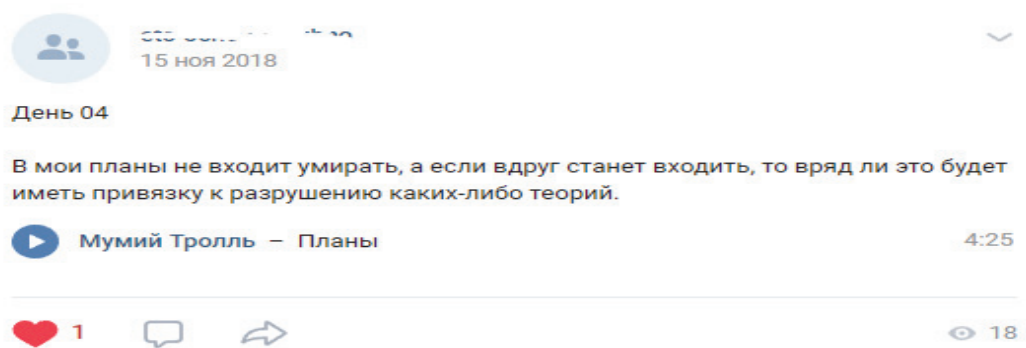 15 ноя 2018
День 04
В мои планы не входит умирать, а если вдруг станет входить, то вряд ли это будет
иметь привязку к разрушению каких-либо теорий.
Мумий Тролль – Планы 4:25
1 18